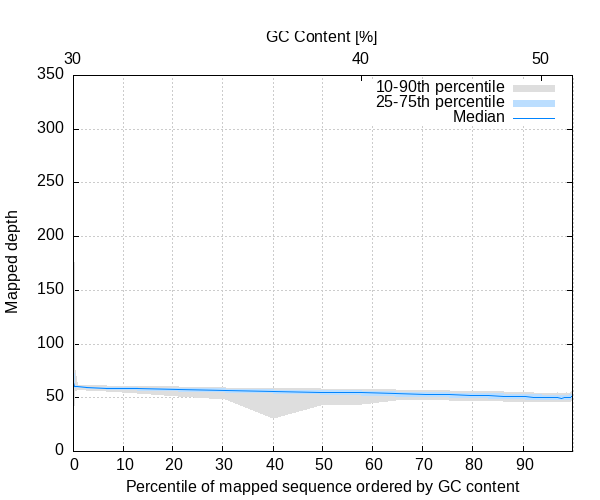 GC Content [%]
30 40 50
350
300
250
200
150
100
50
0
10-90th percentile
25-75th percentile
Median
Mapped depth
0 10 20 30 40 50 60 70 80 90
Percentile of mapped sequence ordered by GC content